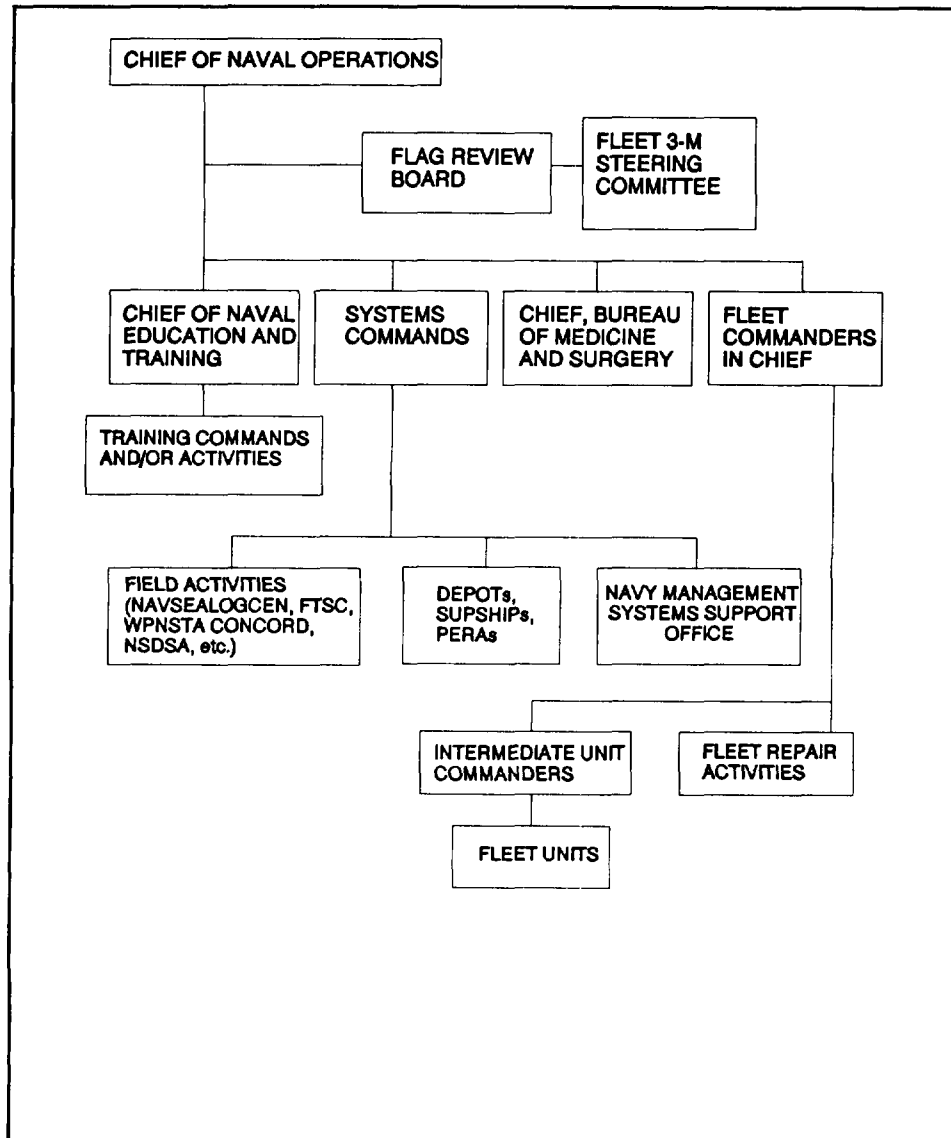 CHIEF OF NAVAL OPERATIONS
FLAG REVIEW
BOARD
FLEET 3-M
STEERING
COMMITTEE
CHIEF OF NAVAL
EDUCATION AND
TRAINING
SYSTEMS
COMMANDS
CHIEF, BUREAU
OF MEDICINE
AND SURGERY
FLEET
COMMANDERS
IN CHIEF
TRAINING COMMANDS
AND/OR ACTIVITIES
FIELD ACTIVITIES
(NAVSEALOGCEN, FTSC,
WPNSTA CONCORD,
NSDSA, etc.)
DEPOTs,
SUPSHIPs,
PERAs
NAVY MANAGEMENT
SYSTEMS SUPPORT
OFFICE
INTERMEDIATE UNIT
COMMANDERS
FLEET REPAIR
ACTIVITIES
FLEET UNITS